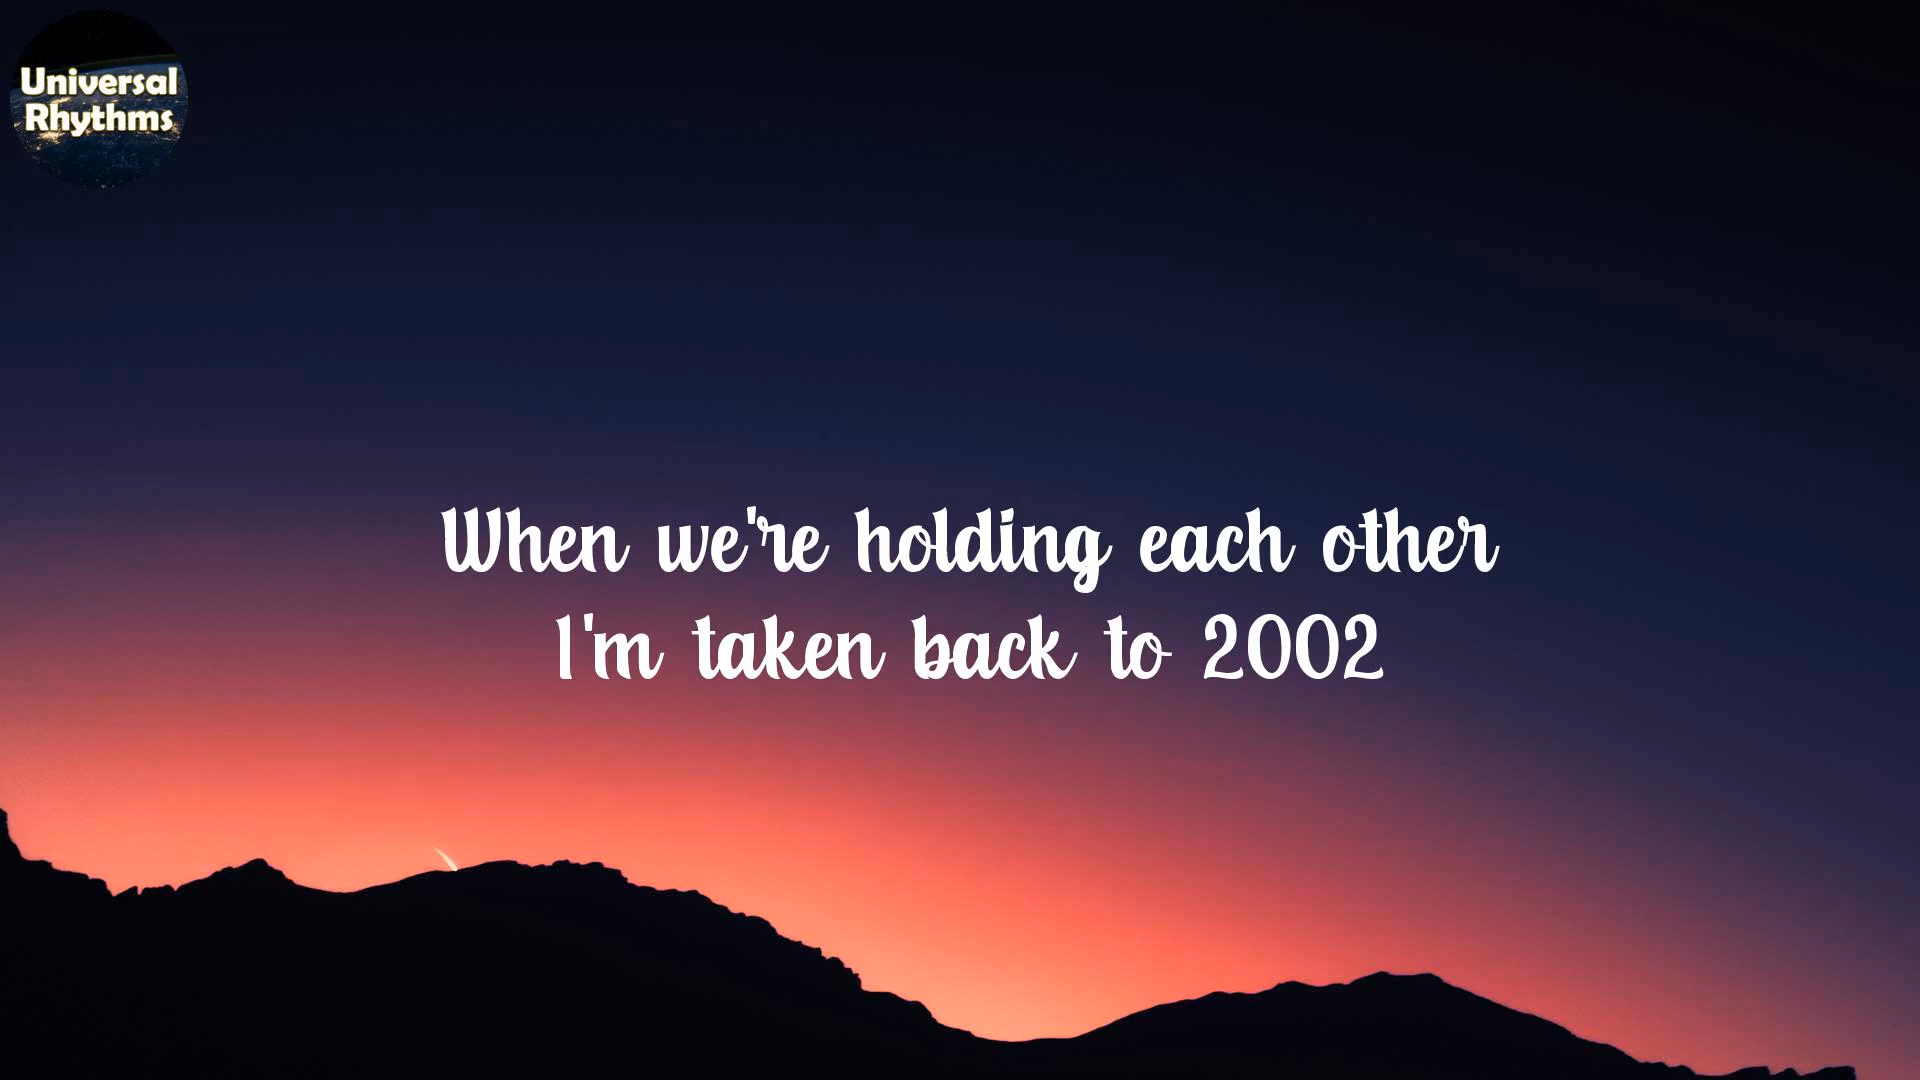 Universal
Rhythms
When we're holding each other
I'm taken back to 2002